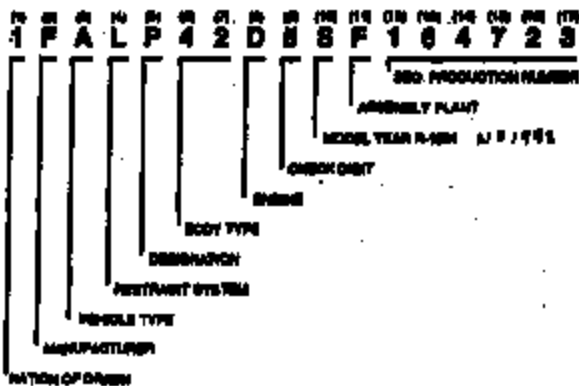 (1) (2) (3) (4) (5) (6) (7) (8) (9) (10) (11) (12) (13) (14) (15) (16) (17)
1 F A L P 4 2 D S F 1 6 4 7 2 3
SEQ. PRODUCTION NUMBER
ASSEMBLY PLANT
MODEL YEAR
CHECK DIGIT
ENGINE
BODY TYPE
DESIGNATION
RESTRAINT SYSTEM
VEHICLE TYPE
MANUFACTURER
NATION OF ORIGIN